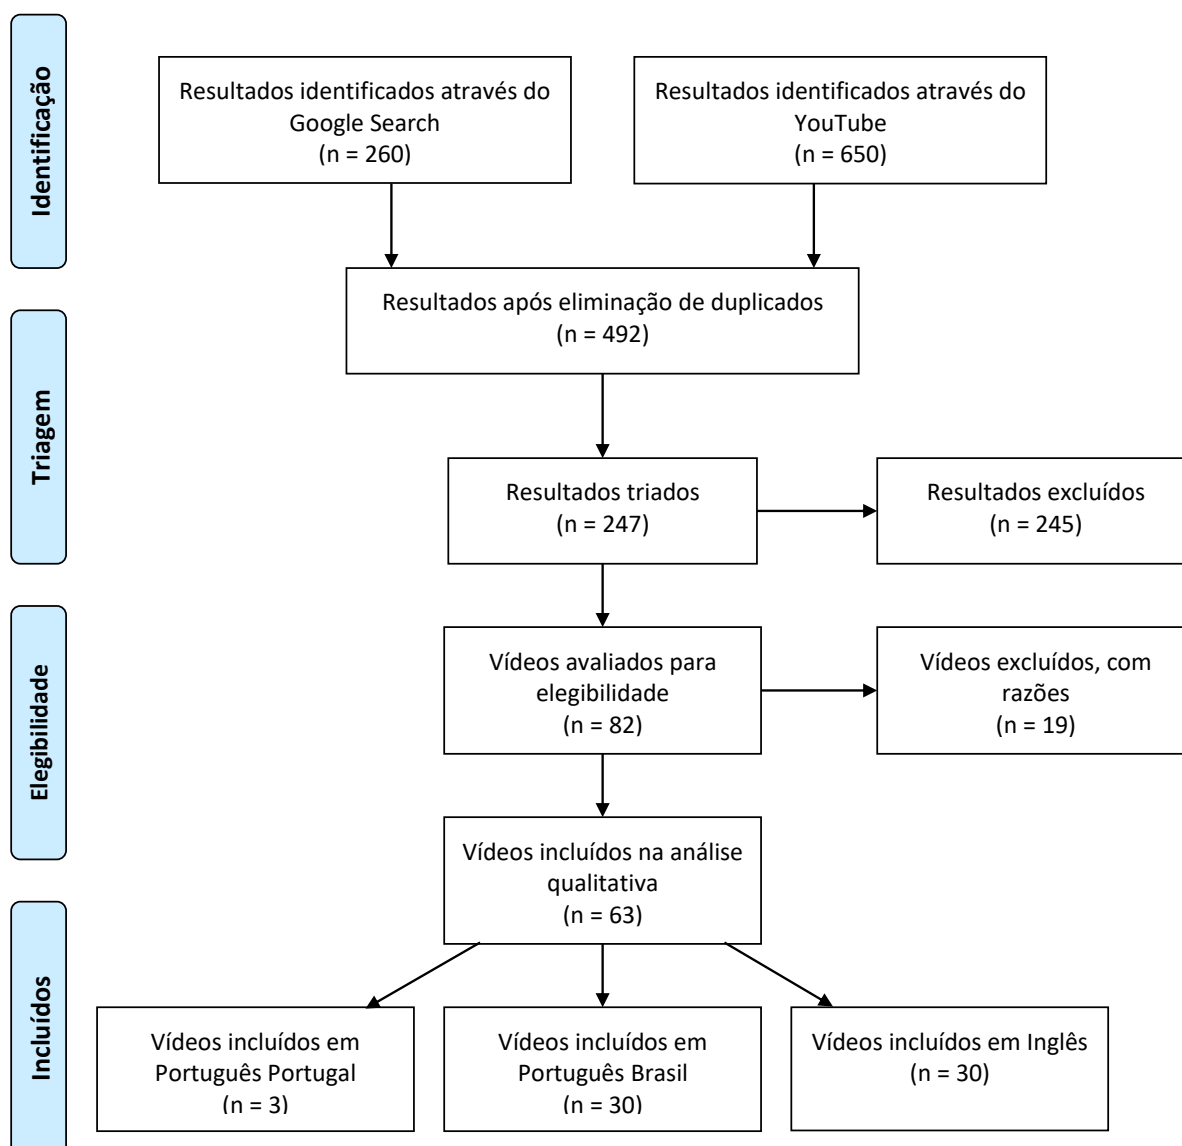 Identificação
Resultados identificados através do
Google Search
(n = 260)
Resultados identificados através do
YouTube
(n = 650)
Resultados após eliminação de duplicados
(n = 492)
Triagem
Resultados triados
(n = 247)
Resultados excluídos
(n = 245)
Elegibilidade
Vídeos avaliados para
elegibilidade
(n = 82)
Vídeos excluídos, com
razões
(n = 19)
Vídeos incluídos na análise
qualitativa
(n = 63)
Incluídos
Vídeos incluídos em
Português Portugal
(n = 3)
Vídeos incluídos em
Português Brasil
(n = 30)
Vídeos incluídos em Inglês
(n = 30)